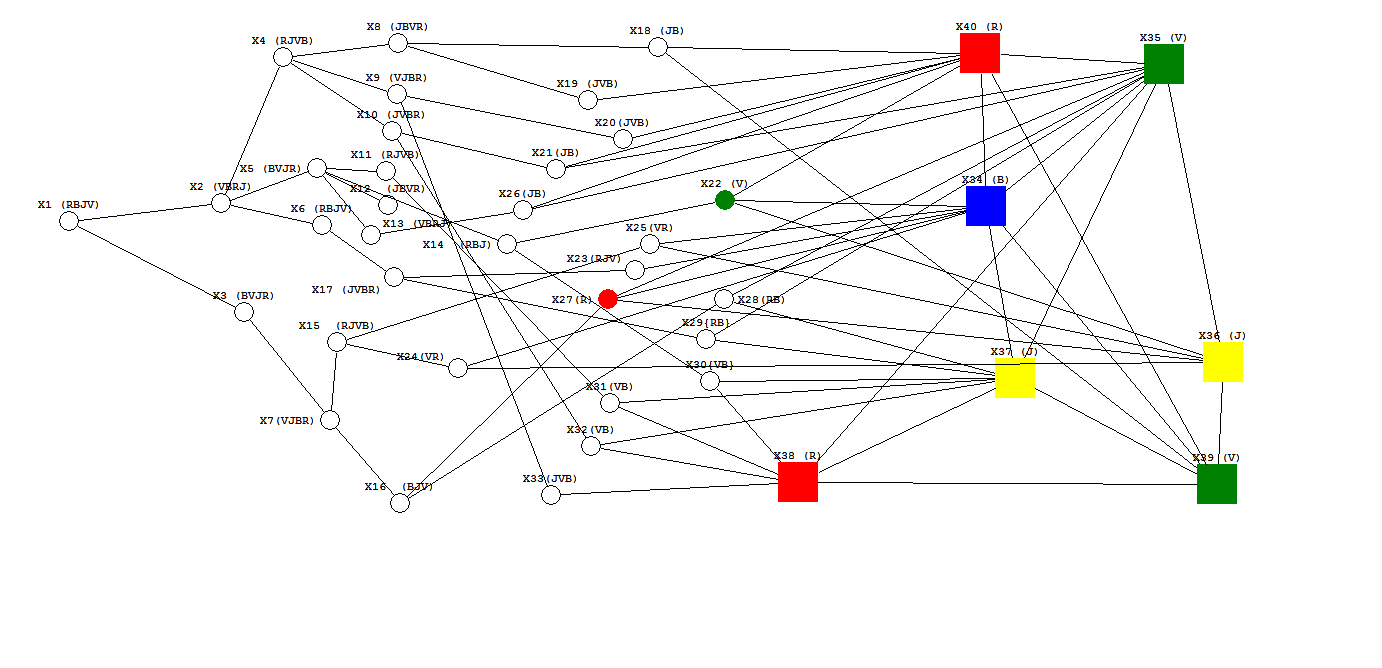 X8 (JBVR)
X40 (R)
X18 (JB)
X35 (V)
X4 (RJVB)
X9 (VJBR)
X19 (JVB)
X10 (JVBR)
X20(JVB)
X11 (RJVB)
X21(JB)
X5 (BVJR)
X34 (B)
X2 (VBRJ)
X12 (JBVR)
X22 (V)
X26(JB)
X1 (RBJV)
X6 (RBJV)
X13 (VBRJ)
X25(VR)
X14 (RBJ)
X23(RJV)
X17 (JVBR)
X3 (BVJR)
X27(R)
X28(RB)
X15 (RJVB)
X29(RB)
X36 (J)
X24(VR)
X37 (J)
X30(VB)
X31(VB)
X7(VJBR)
X32(VB)
X38 (R)
X39 (V)
X33(JVB)
X16 (BJV)